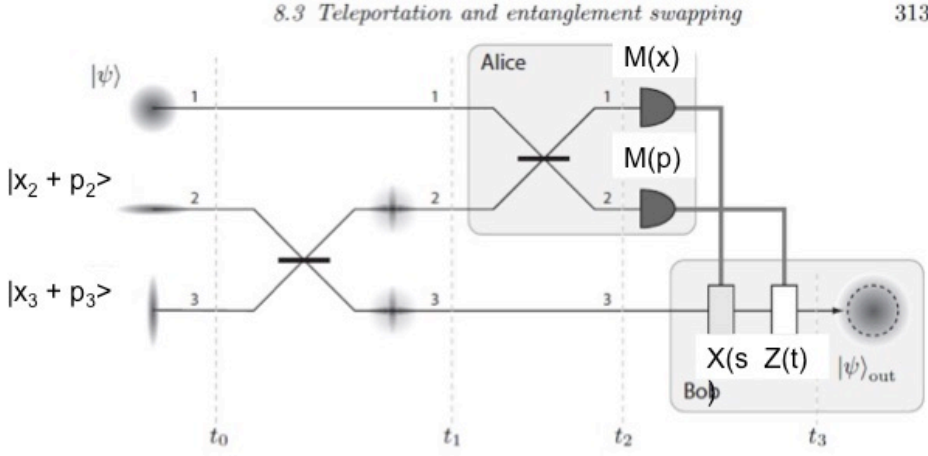 8.3 Teleportation and entanglement swapping 313
|ψ⟩
Alice
M(x)
1 1 1
M(p)
|x₂ + p₂>
2 2 2
|x₃ + p₃>
3 3 3
X(s
)
Z(t)
|ψ⟩out
Bob
t₀ t₁ t₂ t₃